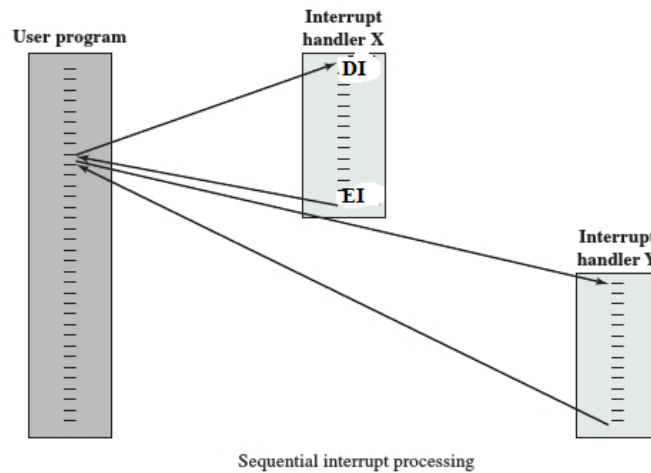 User program
Interrupt
handler X
DI
EI
Interrupt
handler Y
Sequential interrupt processing